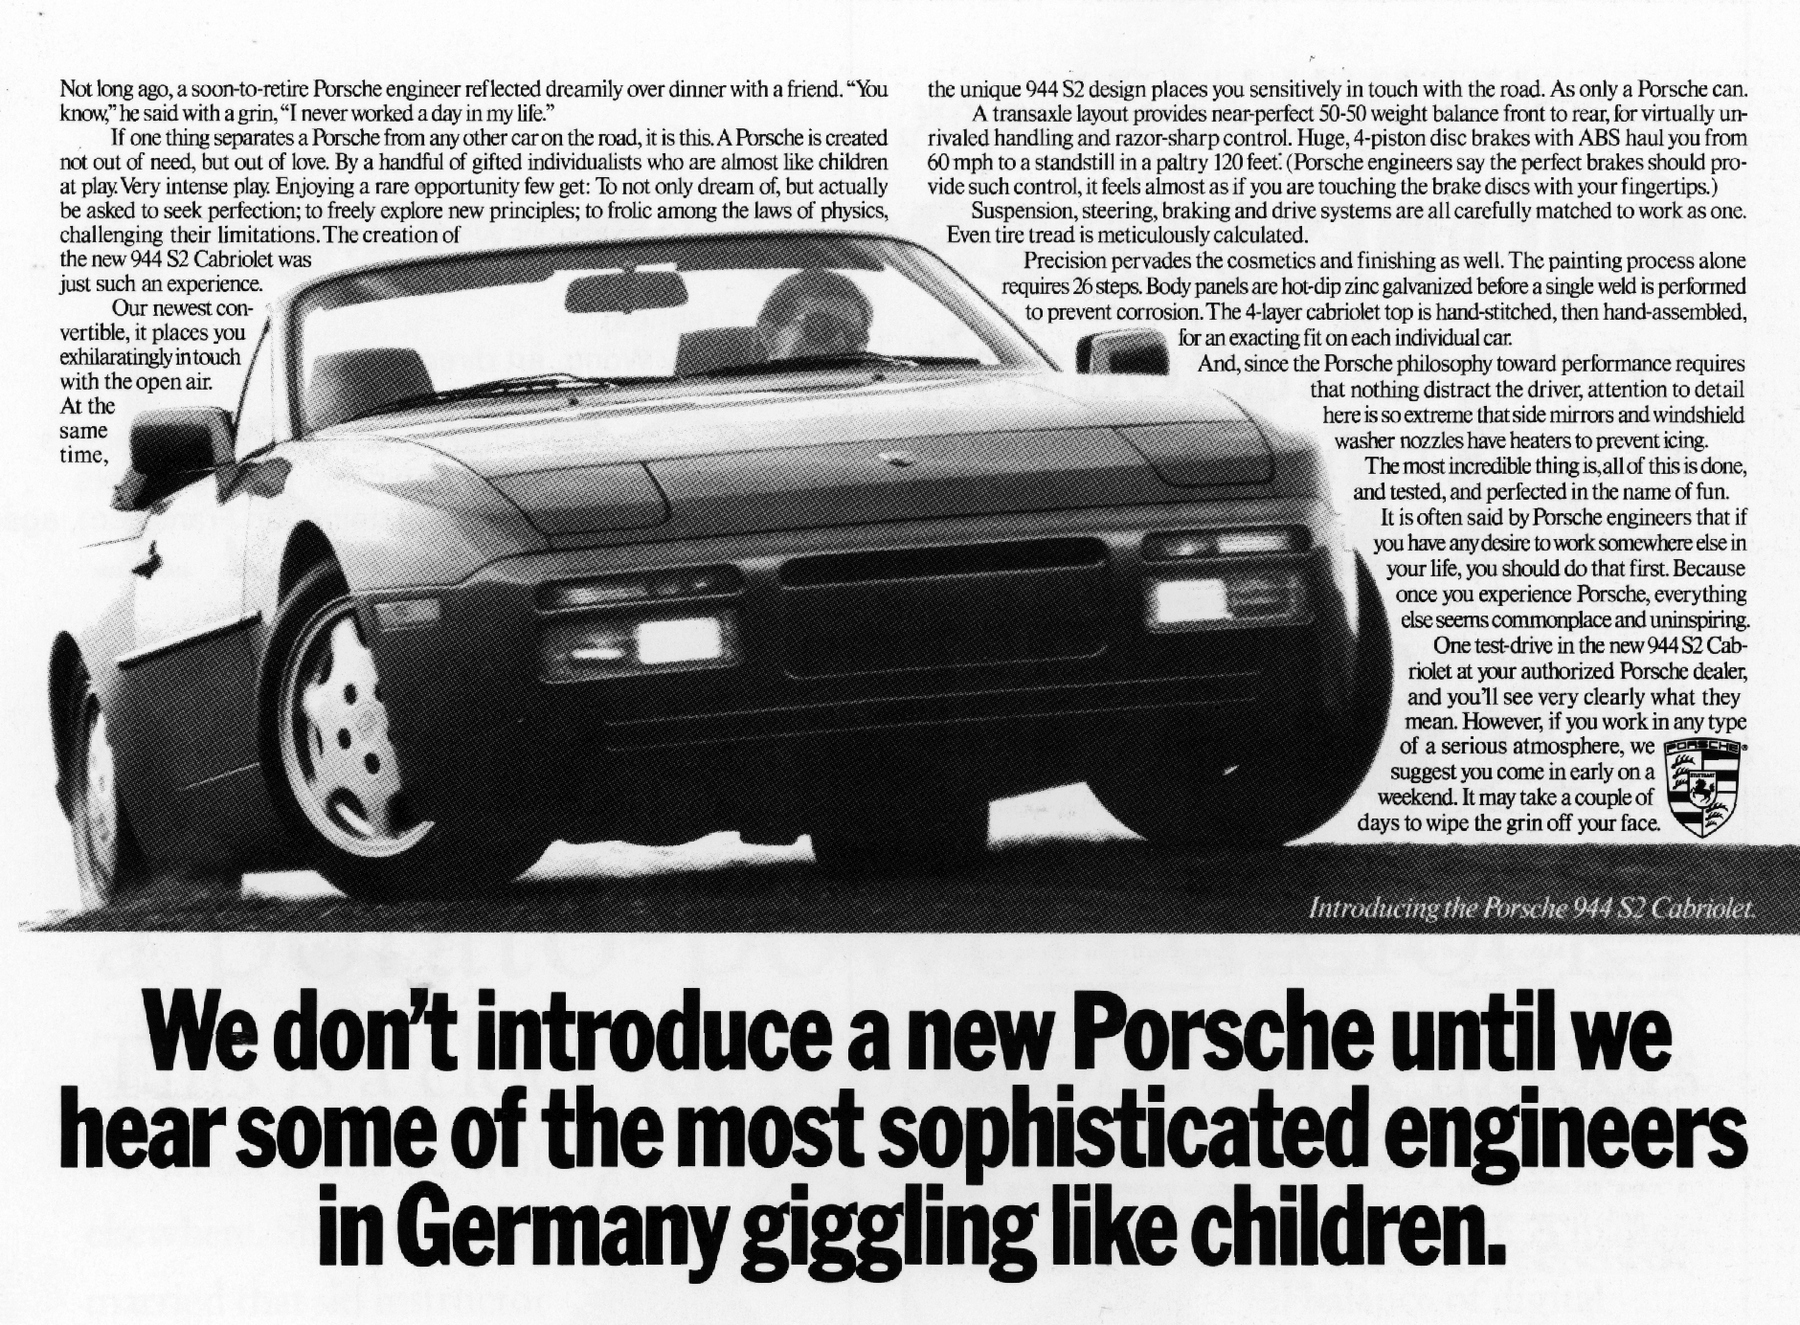 Not long ago, a soon-to-retire Porsche engineer reflected dreamily over dinner with a friend. “You
know,” he said with a grin, “I never worked a day in my life.”
If one thing separates a Porsche from any other car on the road, it is this. A Porsche is created
not out of need, but out of love. By a handful of gifted individualists who are almost like children
at play. Very intense play. Enjoying a rare opportunity few get: To not only dream of, but actually
be asked to seek perfection; to freely explore new principles; to frolic among the laws of physics,
challenging their limitations. The creation of
the new 944 S2 Cabriolet was
just such an experience.
Our newest con-
vertible, it places you
exhilaratingly in touch
with the open air.
At the
same
time,
the unique 944 S2 design places you sensitively in touch with the road. As only a Porsche can.
A transaxle layout provides near-perfect 50-50 weight balance front to rear, for virtually un-
rivaled handling and razor-sharp control. Huge, 4-piston disc brakes with ABS haul you from
60 mph to a standstill in a paltry 120 feet.* (Porsche engineers say the perfect brakes should pro-
vide such control, it feels almost as if you are touching the brake discs with your fingertips.)
Suspension, steering, braking and drive systems are all carefully matched to work as one.
Even tire tread is meticulously calculated.
Precision pervades the cosmetics and finishing as well. The painting process alone
requires 26 steps. Body panels are hot-dip zinc galvanized before a single weld is performed
to prevent corrosion. The 4-layer cabriolet top is hand-stitched, then hand-assembled,
for an exacting fit on each individual car.
And, since the Porsche philosophy toward performance requires
that nothing distract the driver, attention to detail
here is so extreme that side mirrors and windshield
washer nozzles have heaters to prevent icing.
The most incredible thing is, all of this is done,
and tested, and perfected in the name of fun.
It is often said by Porsche engineers that if
you have any desire to work somewhere else in
your life, you should do that first. Because
once you experience Porsche, everything
else seems commonplace and uninspiring.
One test-drive in the new 944 S2 Cab-
riolet at your authorized Porsche dealer,
and you'll see very clearly what they
mean. However, if you work in any type
of a serious atmosphere, we
suggest you come in early on a
weekend. It may take a couple of
days to wipe the grin off your face.
PORSCHE®
STUTTGART
Introducing the Porsche 944 S2 Cabriolet.
We don't introduce a new Porsche until we
hear some of the most sophisticated engineers
in Germany giggling like children.